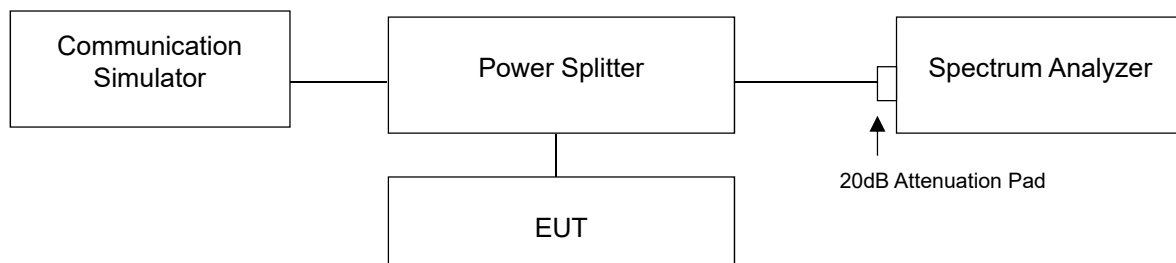 Communication
Simulator
Power Splitter
Spectrum Analyzer
20dB Attenuation Pad
EUT